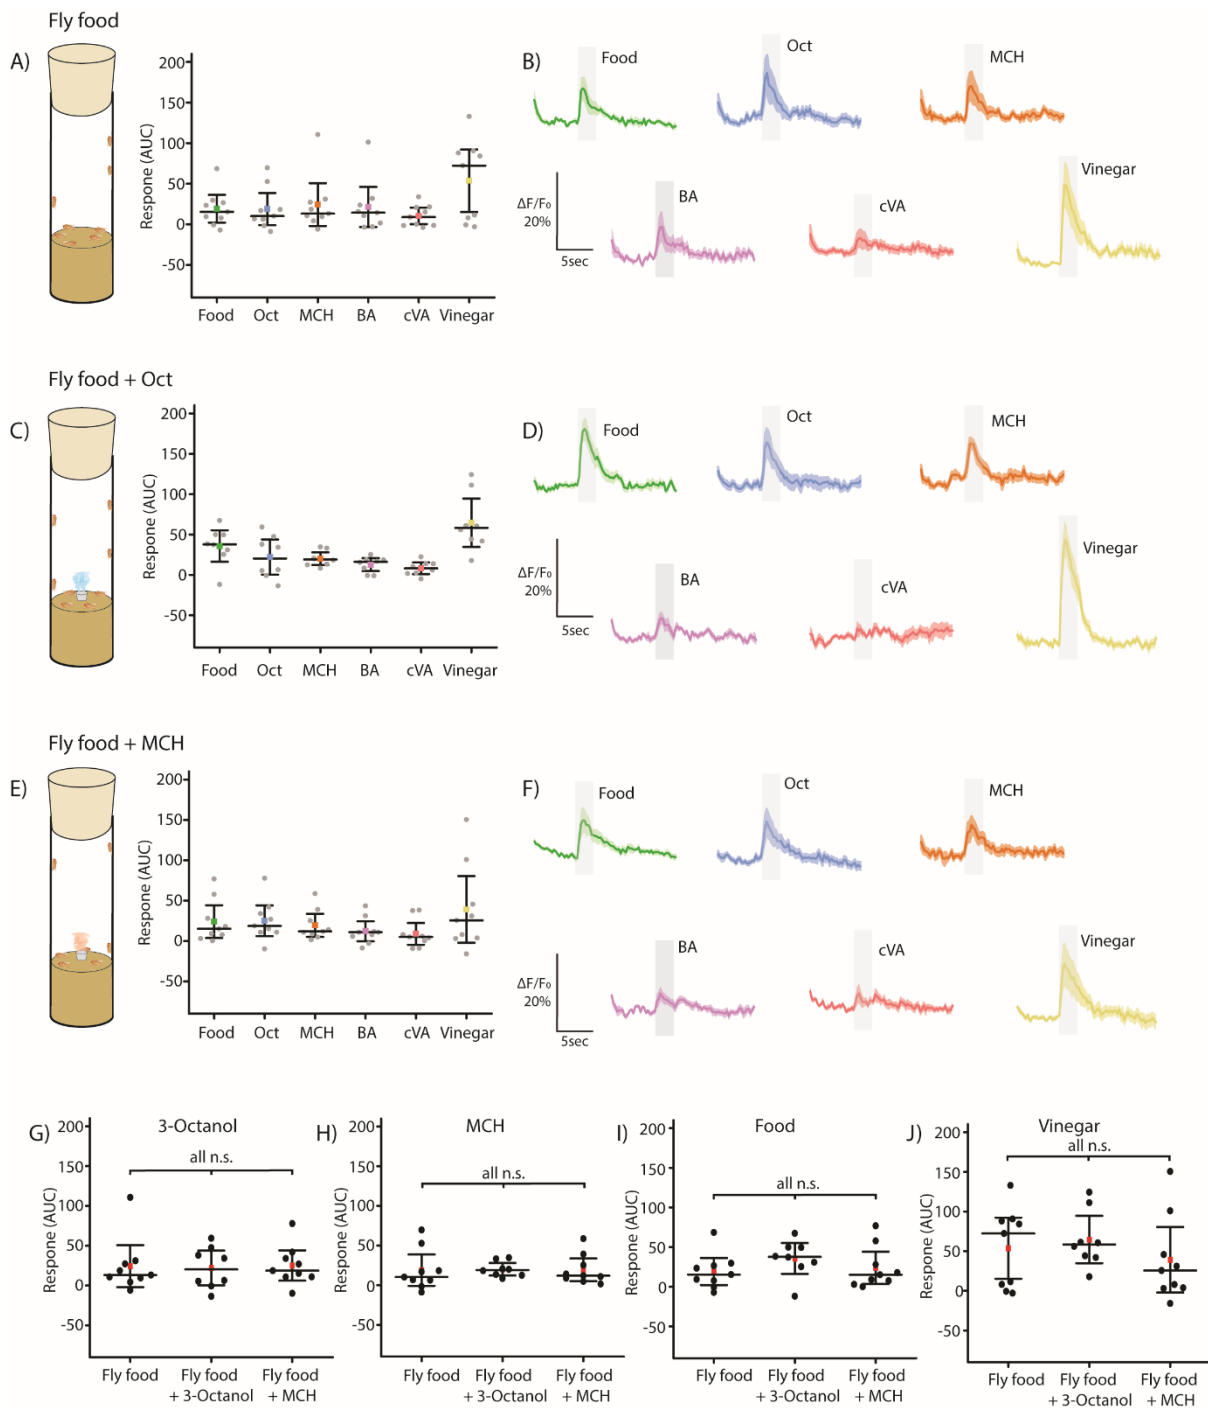 Fly food
A)
Respone (AUC)
200
150
100
50
0
-50
Food Oct MCH BA cVA Vinegar
B)
Food
Oct
MCH
ΔF/F₀
20%
5sec
BA
cVA
Vinegar
Fly food + Oct
C)
Respone (AUC)
200
150
100
50
0
-50
Food Oct MCH BA cVA Vinegar
D)
Food
Oct
MCH
ΔF/F₀
20%
5sec
BA
cVA
Vinegar
Fly food + MCH
E)
Respone (AUC)
200
150
100
50
0
-50
Food Oct MCH BA cVA Vinegar
F)
Food
Oct
MCH
ΔF/F₀
20%
5sec
BA
cVA
Vinegar
G)
3-Octanol
all n.s.
Respone (AUC)
200
150
100
50
0
-50
Fly food
Fly food
+ 3-Octanol
Fly food
+ MCH
H)
MCH
all n.s.
Respone (AUC)
200
150
100
50
0
-50
Fly food
Fly food
+ 3-Octanol
Fly food
+ MCH
I)
Food
all n.s.
Respone (AUC)
200
150
100
50
0
-50
Fly food
Fly food
+ 3-Octanol
Fly food
+ MCH
J)
Vinegar
all n.s.
Respone (AUC)
200
150
100
50
0
-50
Fly food
Fly food
+ 3-Octanol
Fly food
+ MCH